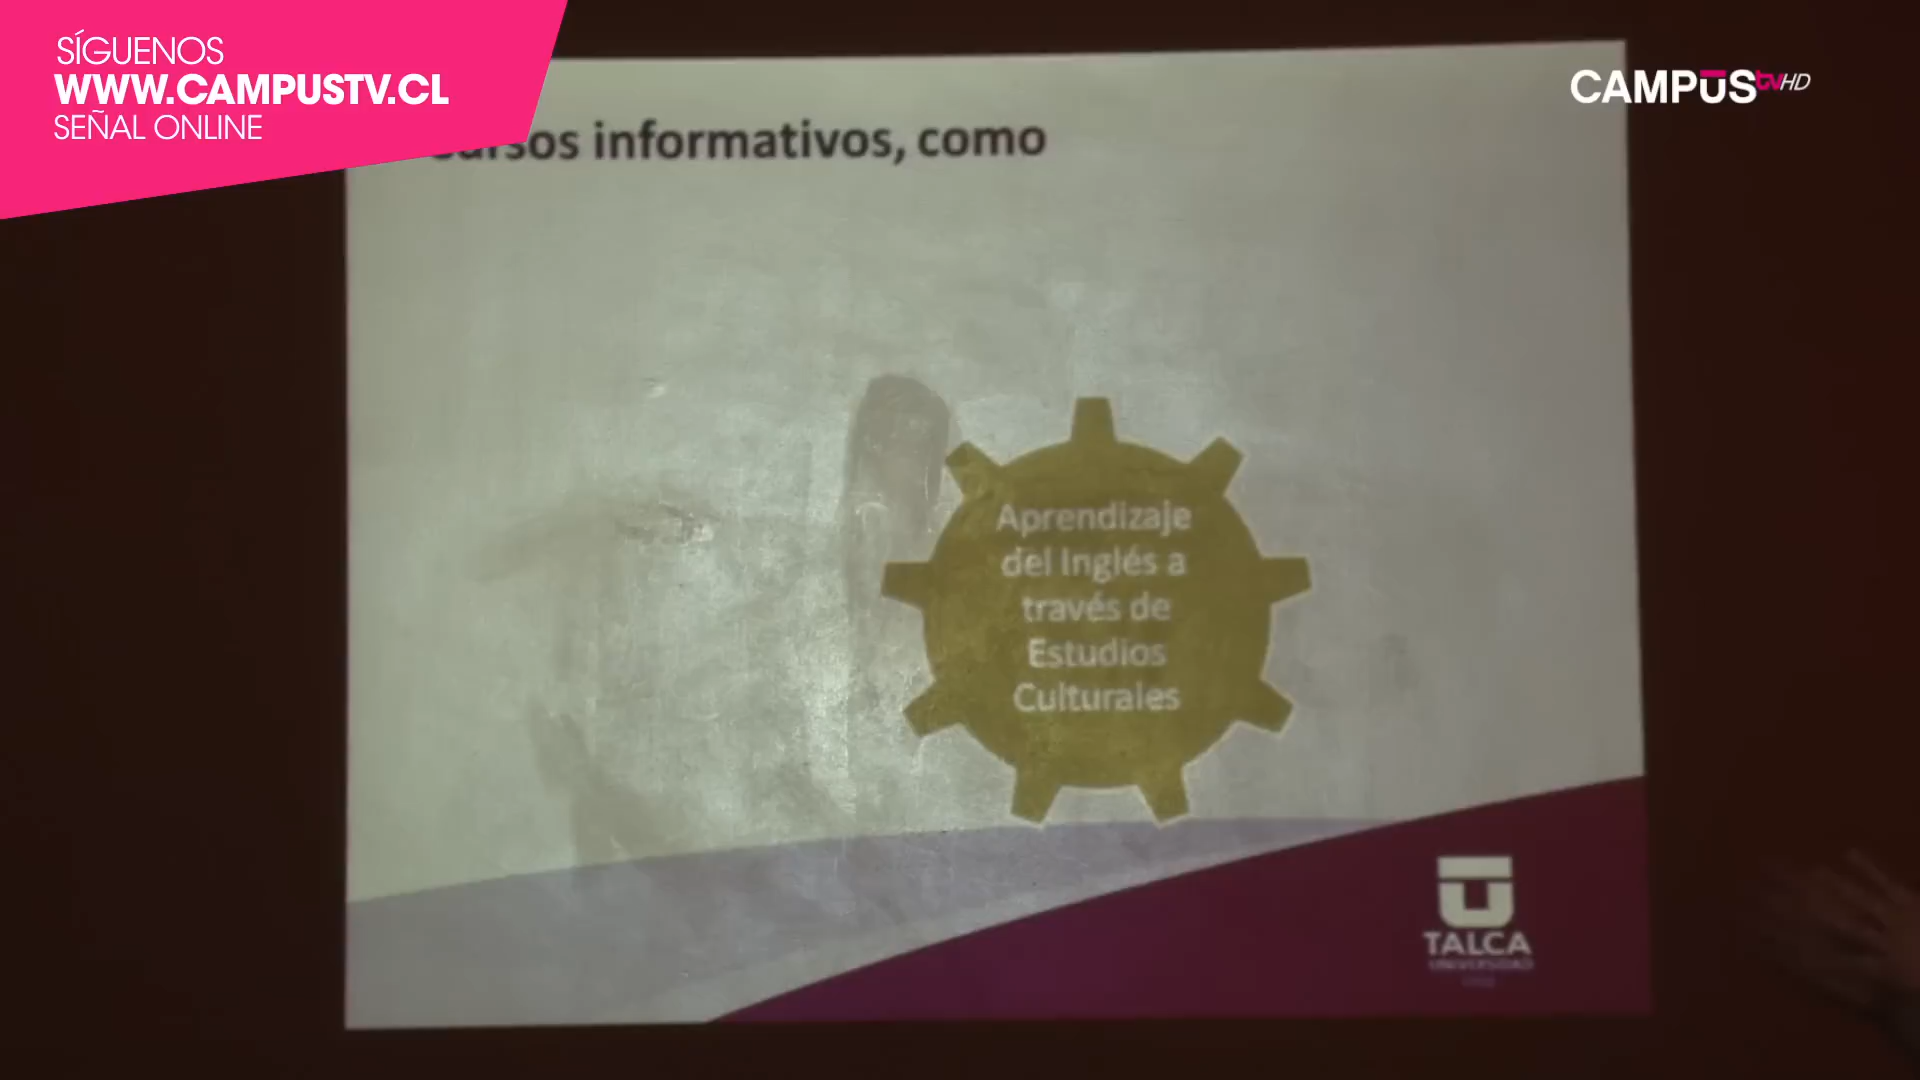 SÍGUENOS
WWW.CAMPUSTV.CL
SEÑAL ONLINE
CAMPUS tv HD
informativos, como
Aprendizaje
del Inglés a
través de
Estudios
Culturales
TALCA
UNIVERSIDAD